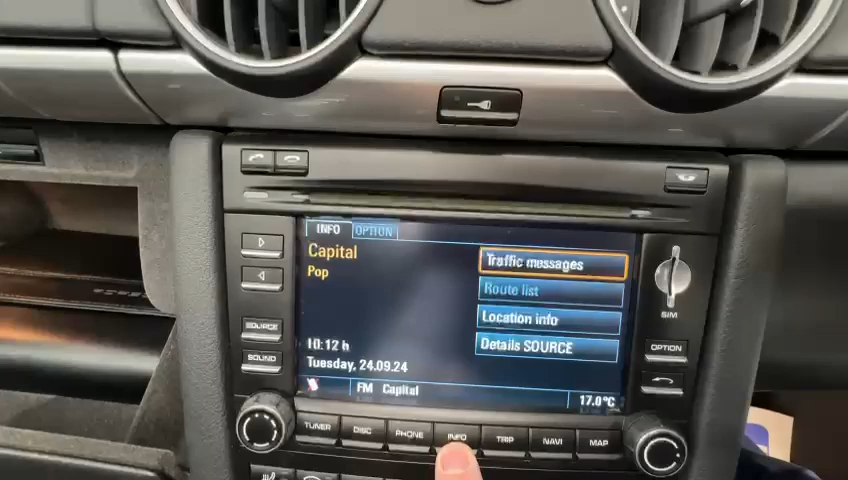 INFO OPTION
Capital
Pop
Traffic messages
Route list
Location info
Details SOURCE
10:12 h
Tuesday, 24.09.24
FM Capital
17.0°C
SOURCE
SOUND
SIM
OPTION
TUNER DISC PHONE INFO TRIP NAVI MAP